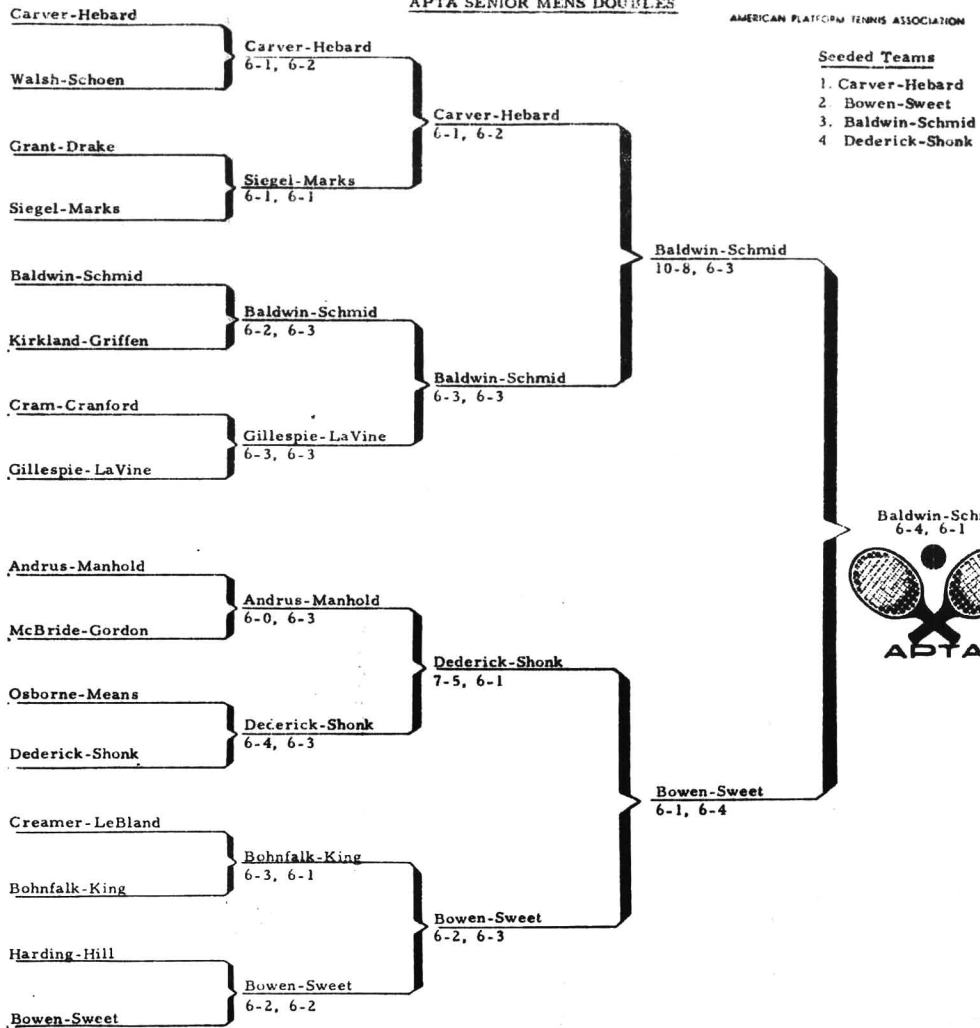 APTA SENIOR MENS DOUBLES
AMERICAN PLATFORM TENNIS ASSOCIATION
Seeded Teams
1. Carver-Hebard
2 Bowen-Sweet
3. Baldwin-Schmid
4 Dederick-Shonk
Carver-Hebard
Walsh-Schoen
Grant-Drake
Siegel-Marks
Baldwin-Schmid
Kirkland-Griffen
Cram-Cranford
Gillespie-LaVine
Andrus-Manhold
McBride-Gordon
Osborne-Means
Dederick-Shonk
Creamer-LeBland
Bohnfalk-King
Harding-Hill
Bowen-Sweet
Carver-Hebard
6-1, 6-2
Siegel-Marks
6-1, 6-1
Baldwin-Schmid
6-2, 6-3
Gillespie-LaVine
6-3, 6-3
Andrus-Manhold
6-0, 6-3
Dederick-Shonk
6-4, 6-3
Bohnfalk-King
6-3, 6-1
Bowen-Sweet
6-2, 6-2
Carver-Hebard
6-1, 6-2
Baldwin-Schmid
6-3, 6-3
Dederick-Shonk
7-5, 6-1
Bowen-Sweet
6-2, 6-3
Baldwin-Schmid
10-8, 6-3
Bowen-Sweet
6-1, 6-4
Baldwin-Sch
6-4, 6-1
APTA